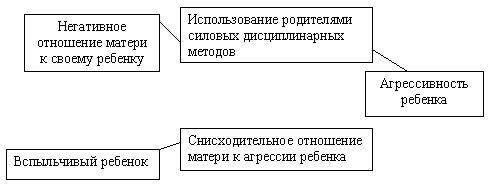 Негативное
отношение матери
к своему ребенку
Использование родителями
силовых дисциплинарных
методов
Агрессивность
ребенка
Вспыльчивый ребенок
Снисходительное отношение
матери к агрессии ребенка